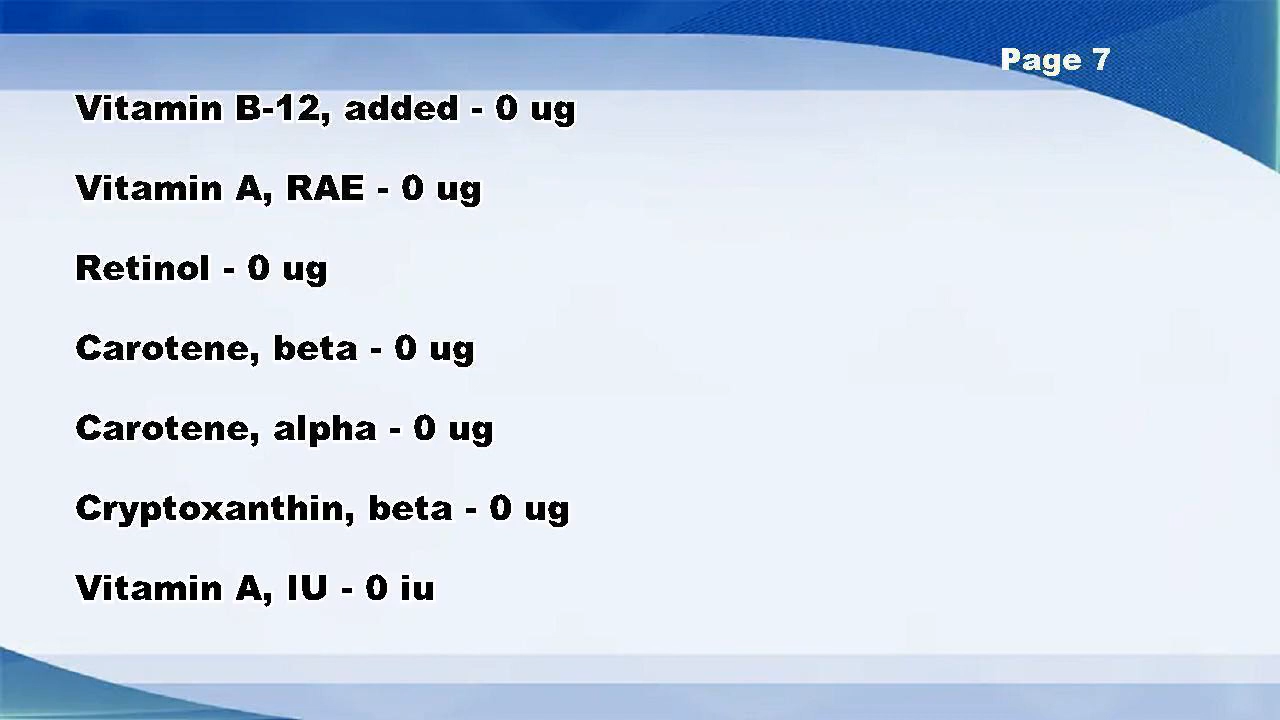 Page 7
Vitamin B-12, added - 0 ug
Vitamin A, RAE - 0 ug
Retinol - 0 ug
Carotene, beta - 0 ug
Carotene, alpha - 0 ug
Cryptoxanthin, beta - 0 ug
Vitamin A, IU - 0 iu